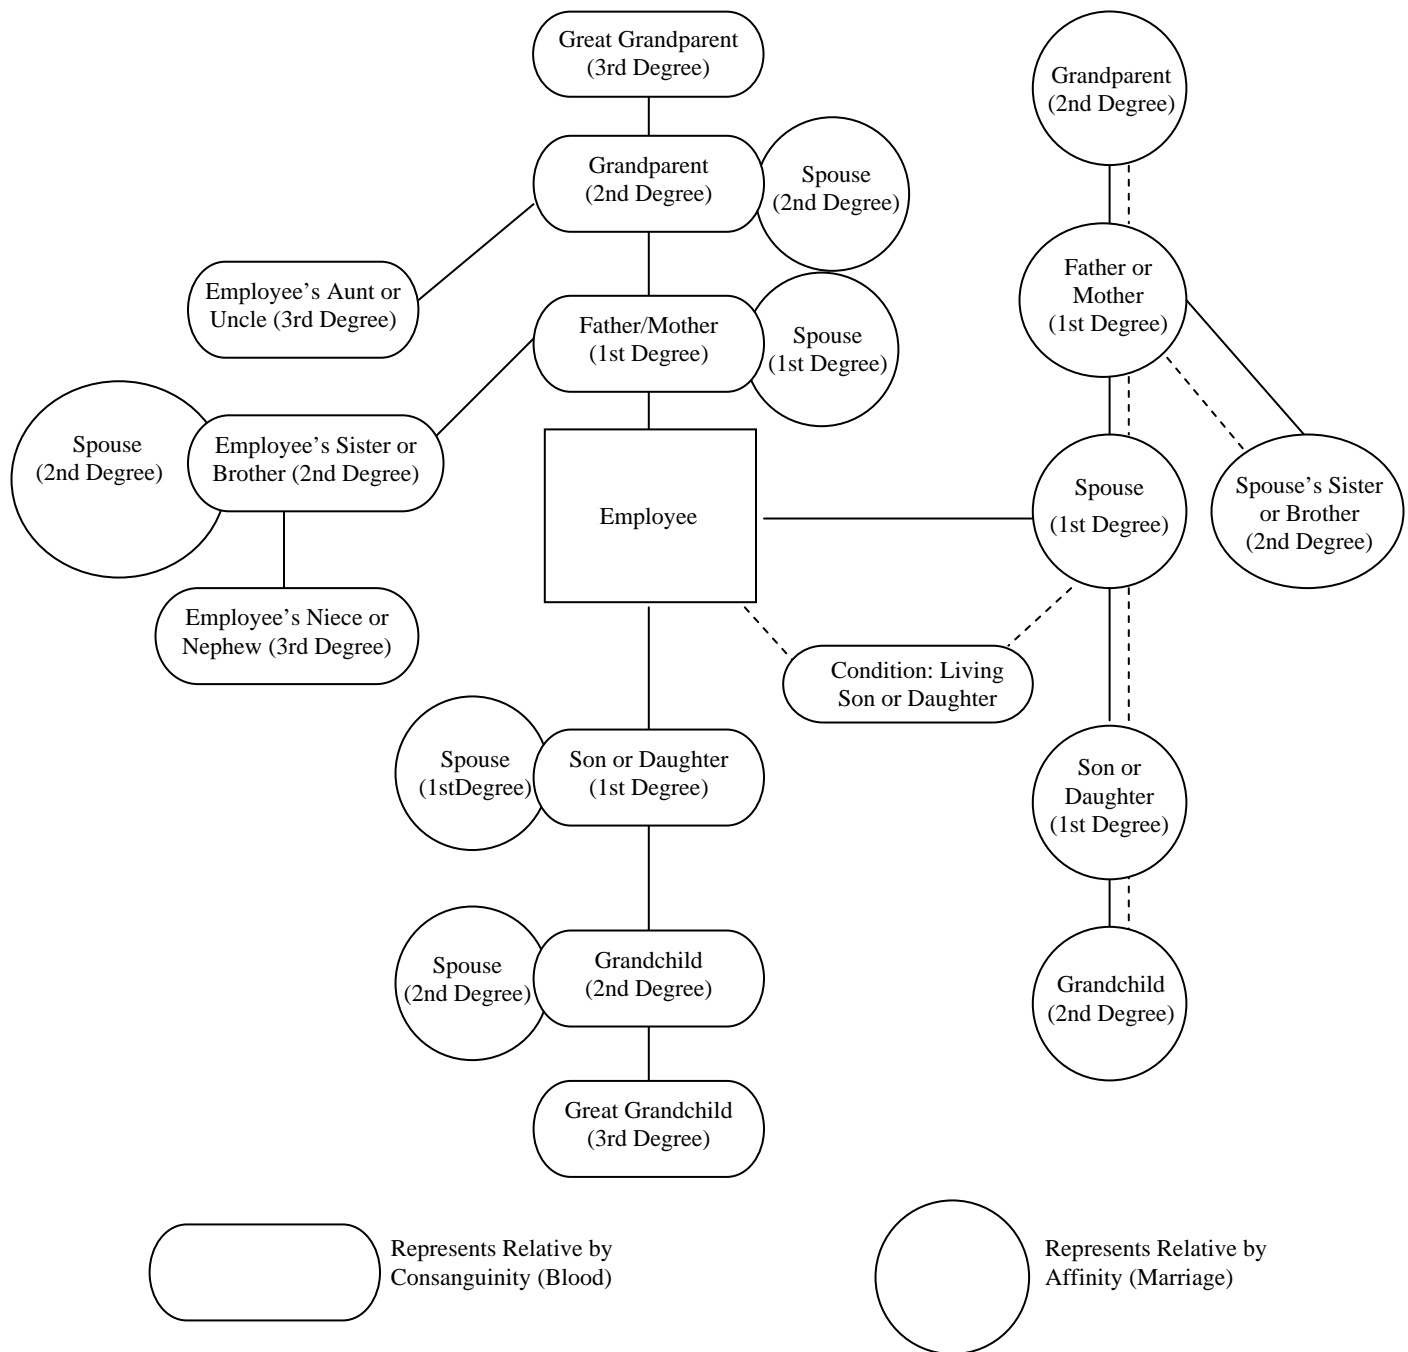 Great Grandparent
(3rd Degree)
Grandparent
(2nd Degree)
Grandparent
(2nd Degree)
Spouse
(2nd Degree)
Employee’s Aunt or
Uncle (3rd Degree)
Father/Mother
(1st Degree)
Spouse
(1st Degree)
Father or
Mother
(1st Degree)
Spouse
(2nd Degree)
Employee’s Sister or
Brother (2nd Degree)
Employee
Spouse
(1st Degree)
Spouse’s Sister
or Brother
(2nd Degree)
Employee’s Niece or
Nephew (3rd Degree)
Condition: Living
Son or Daughter
Spouse
(1stDegree)
Son or Daughter
(1st Degree)
Son or
Daughter
(1st Degree)
Spouse
(2nd Degree)
Grandchild
(2nd Degree)
Grandchild
(2nd Degree)
Great Grandchild
(3rd Degree)
Represents Relative by
Consanguinity (Blood)
Represents Relative by
Affinity (Marriage)